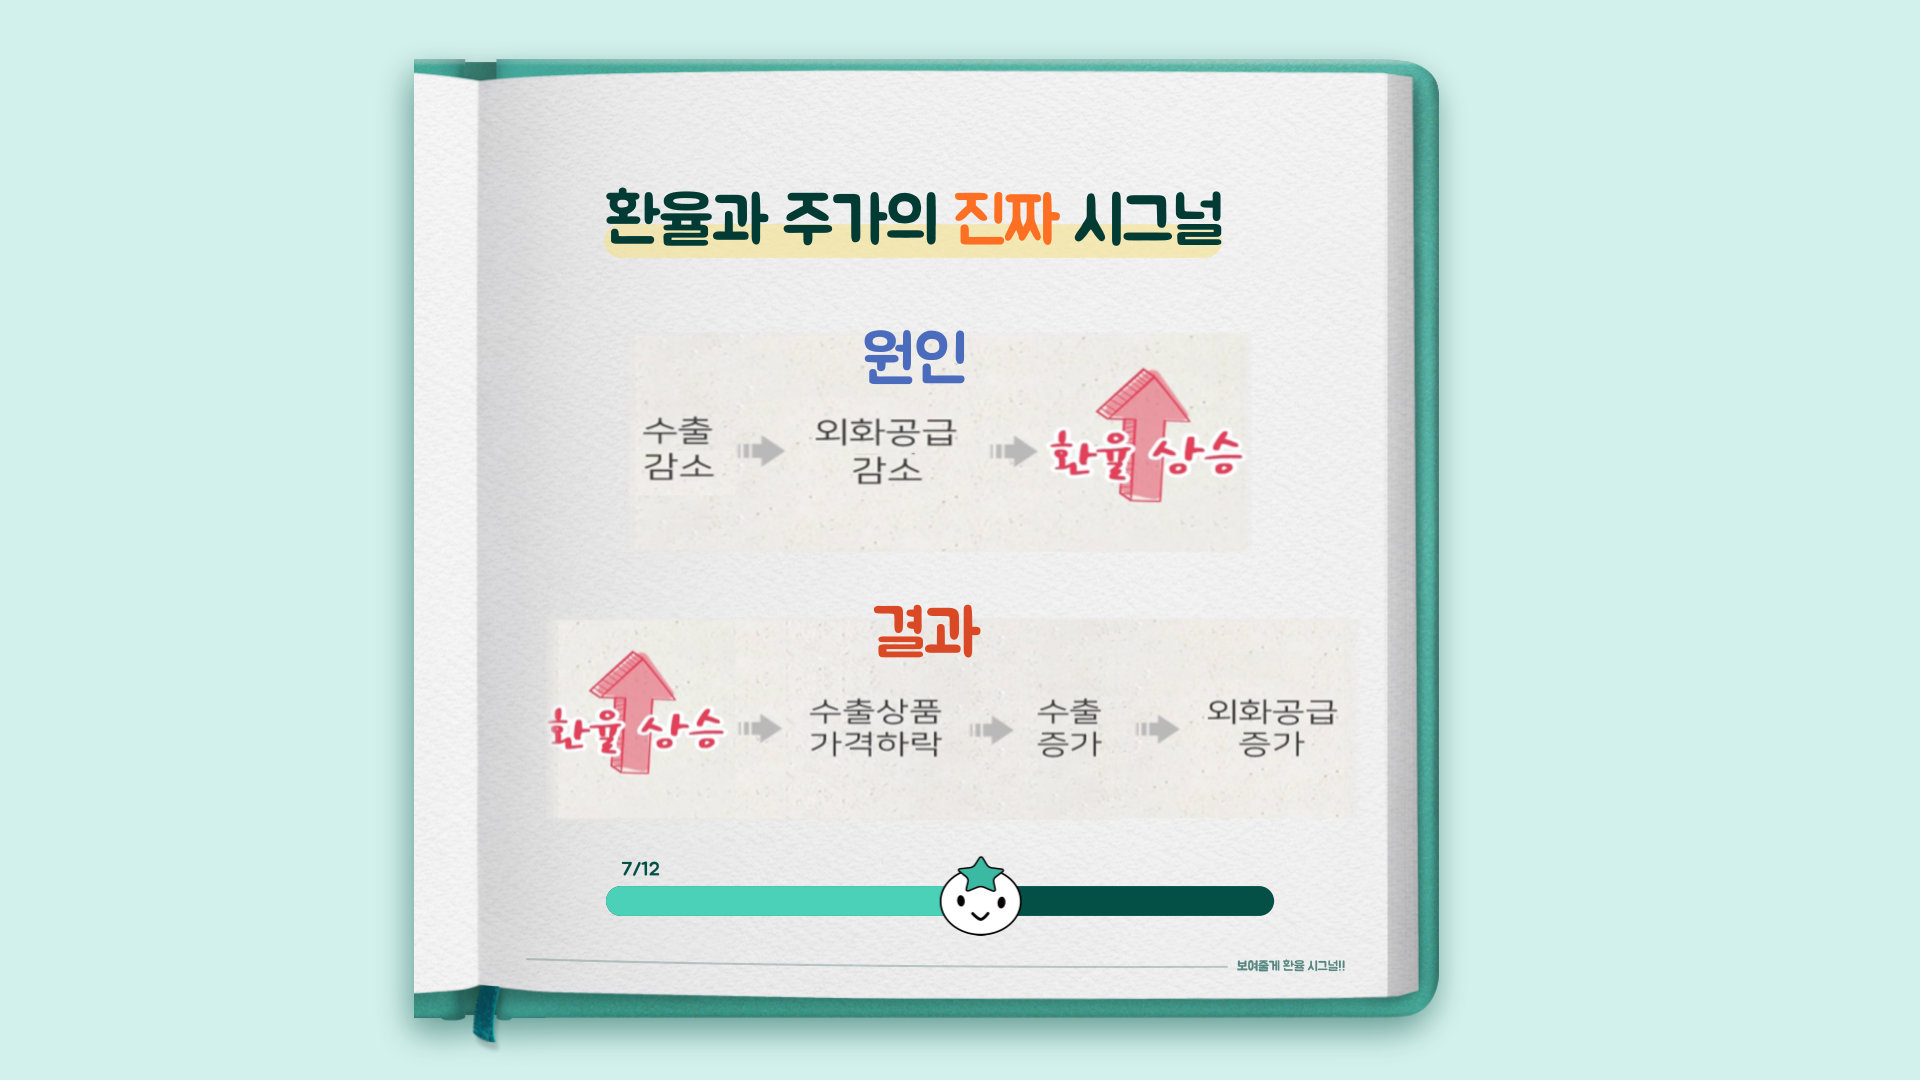 환율과 주가의 진짜 시그널
원인
수출
감소
외화공급
감소
환율 상승
결과
환율 상승
수출상품
가격하락
수출
증가
외화공급
증가
7/12
보여줄게 환율 시그널!!